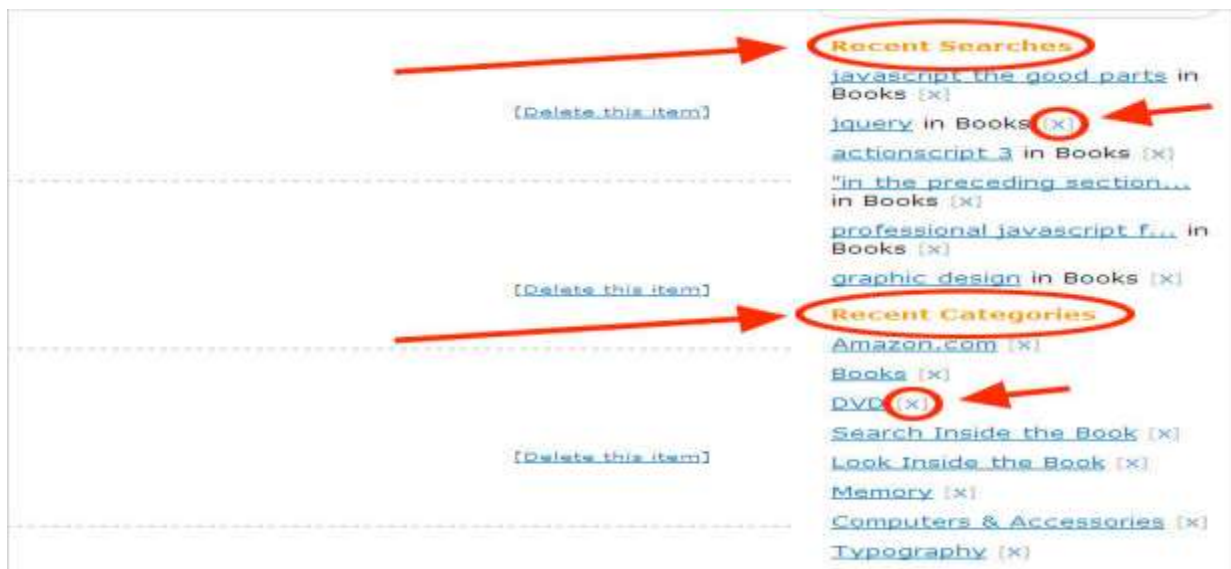 Recent Searches
javascript the good parts in
Books [x]
[Delete this item]
jquery in Books [x]
actionscript 3 in Books [x]
"in the preceding section...
in Books [x]
professional javascript f... in
Books [x]
graphic design in Books [x]
[Delete this item]
Recent Categories
Amazon.com [x]
Books [x]
DVD [x]
Search Inside the Book [x]
[Delete this item]
Look Inside the Book [x]
Memory [x]
Computers & Accessories [x]
Typography [x]